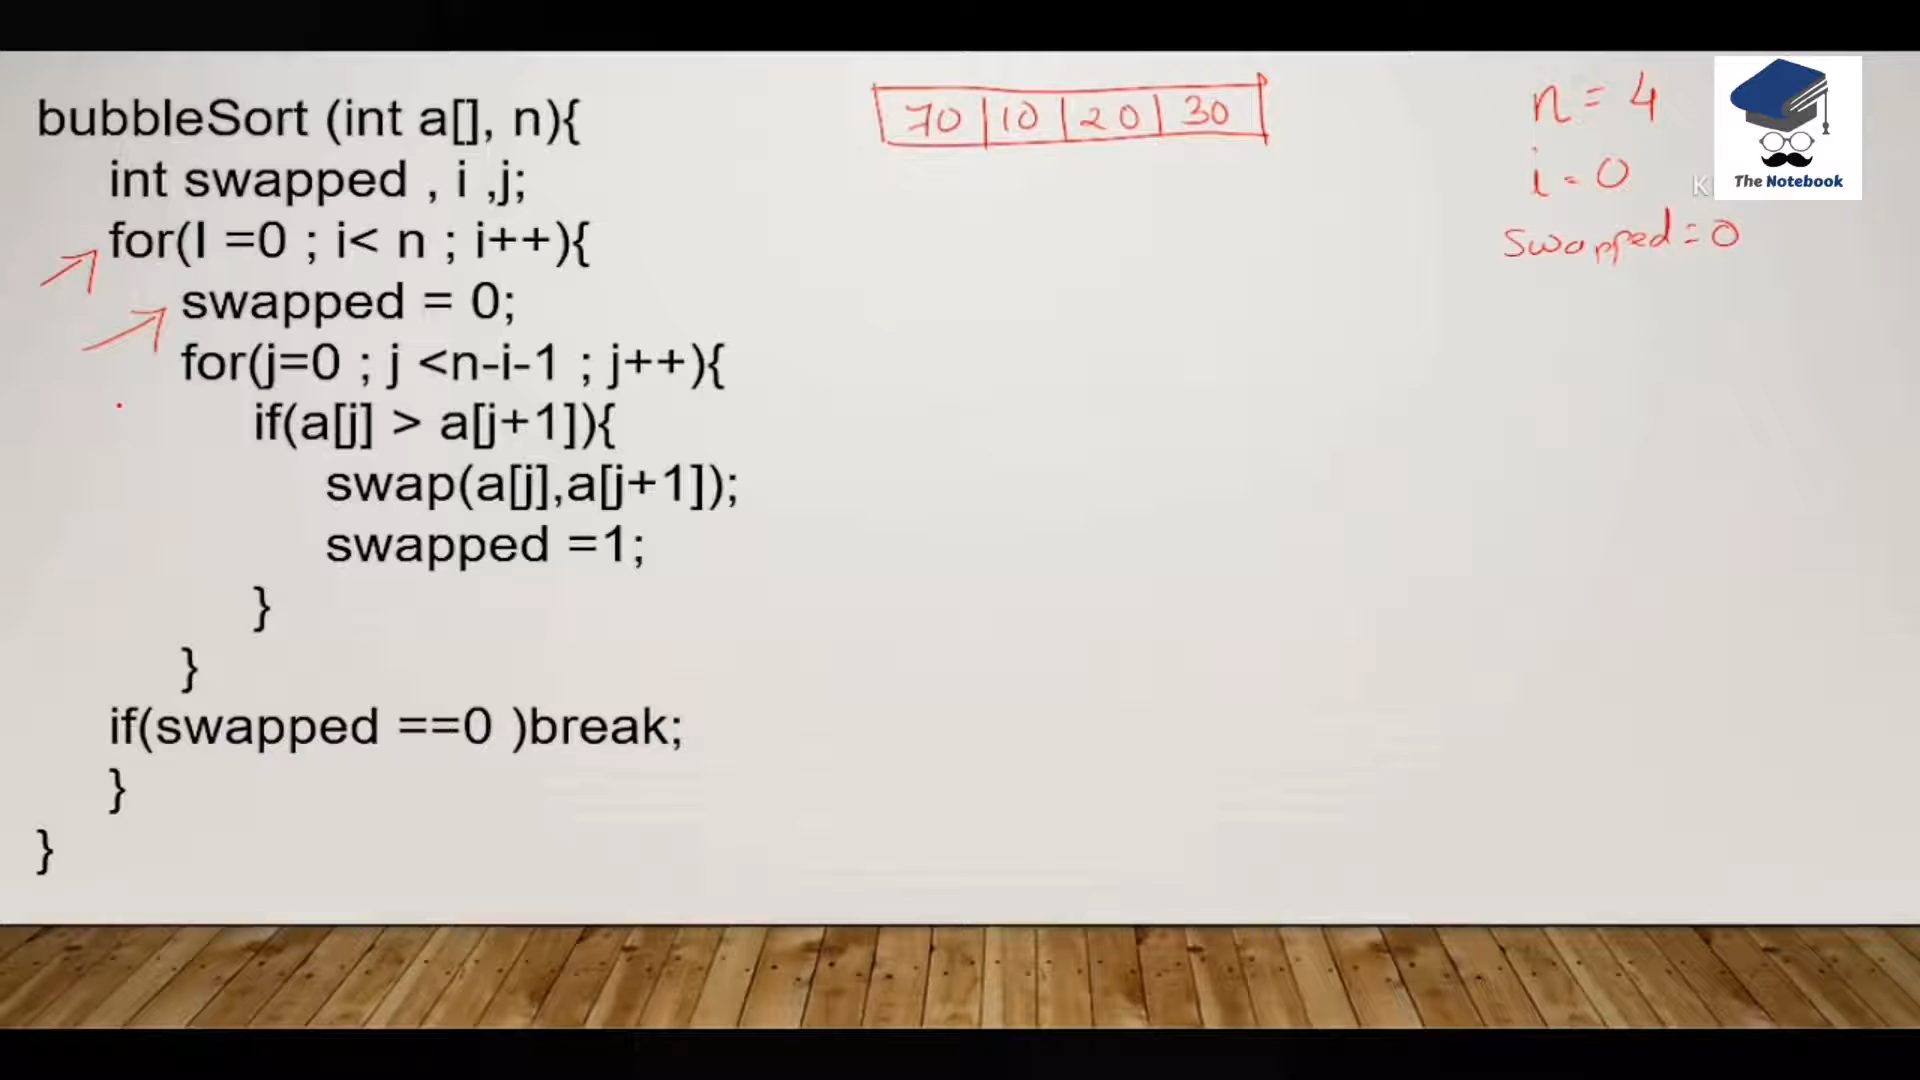 bubbleSort (int a[], n){
int swapped , i ,j;
for(I =0 ; i< n ; i++){
swapped = 0;
for(j=0 ; j <n-i-1 ; j++){
if(a[j] > a[j+1]){
swap(a[j],a[j+1]);
swapped =1;
}
}
if(swapped ==0 )break;
}
}
70 | 10 | 20 | 30
n = 4
i = 0
swapped = 0
The Notebook